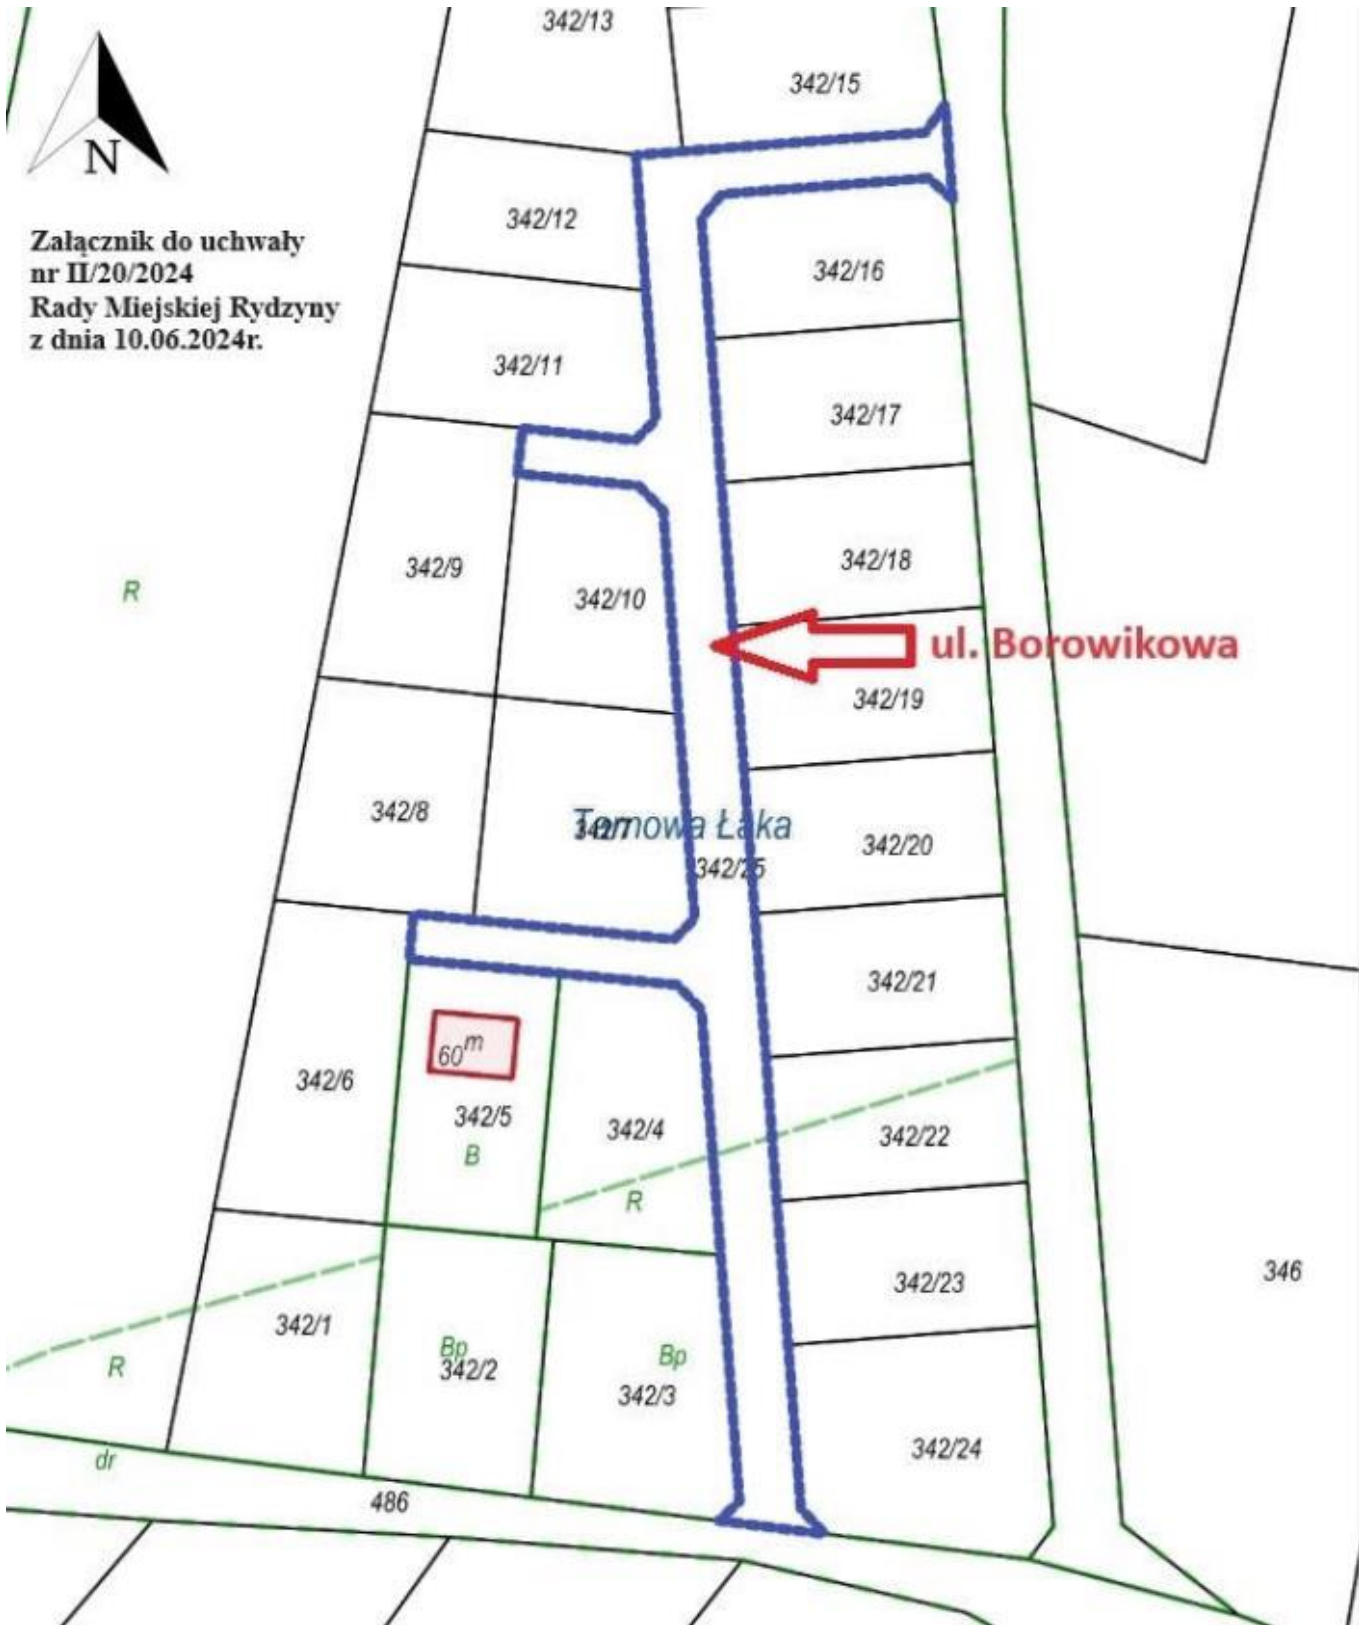 342/13
342/15
N
342/12
Załącznik do uchwały
nr II/20/2024
Rady Miejskiej Rydzyny
z dnia 10.06.2024r.
342/16
342/11
342/17
342/9
342/18
R
342/10
ul. Borowikowa
342/19
342/8
Tarnowa Łąka
342/7
342/20
342/25
342/21
60 m
342/6
342/5
342/4
342/22
B
R
346
342/23
342/1
Bp
342/2
Bp
342/3
R
342/24
dr
486